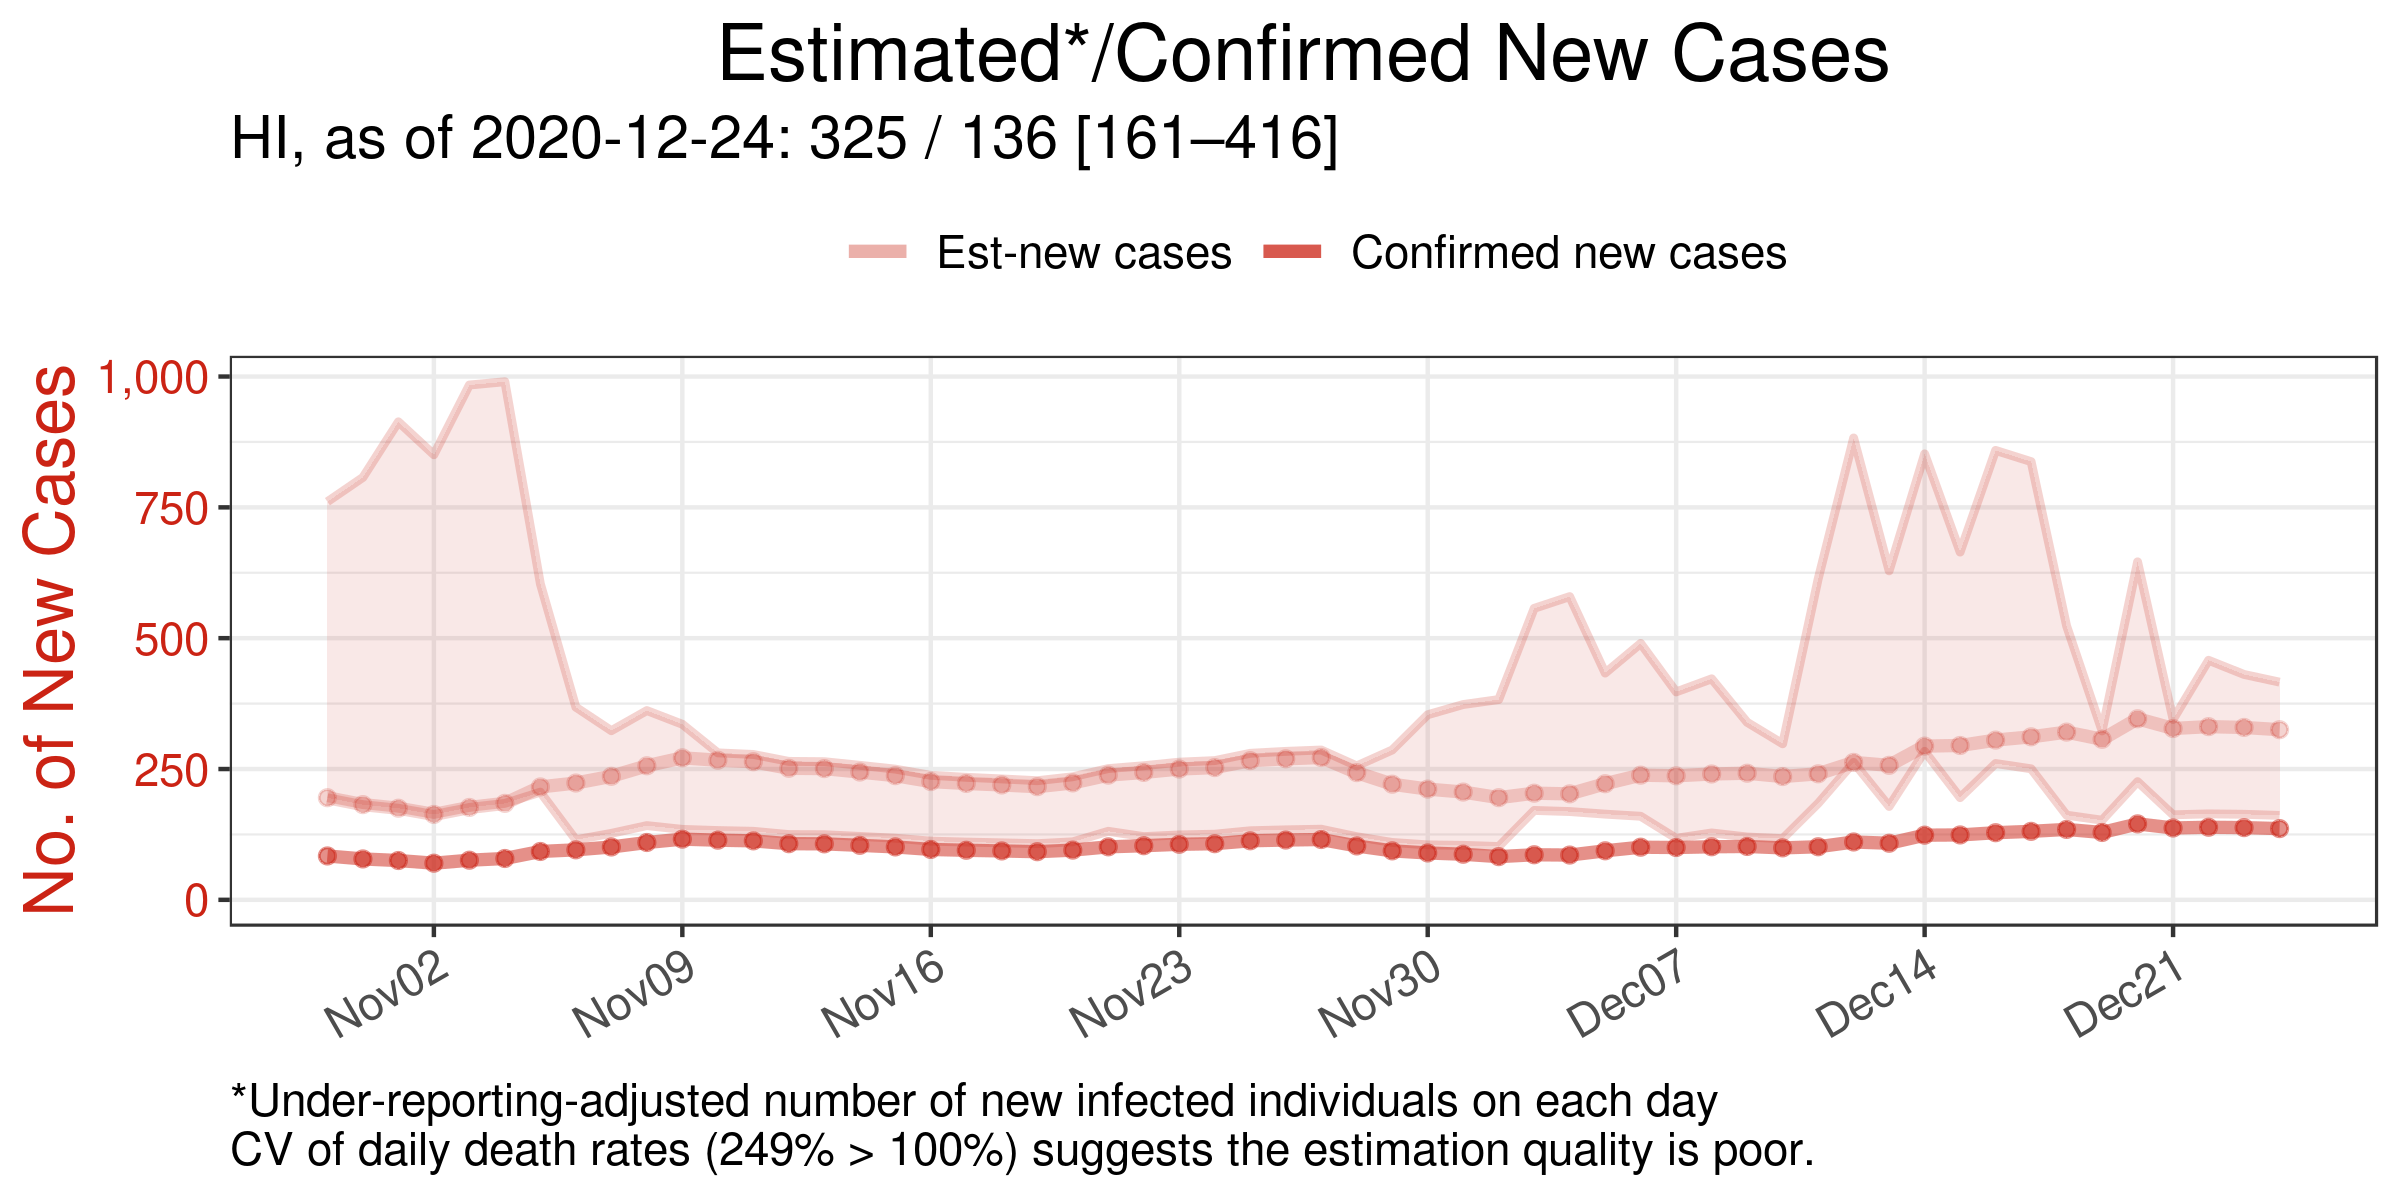 Estimated*/Confirmed New Cases
HI, as of 2020-12-24: 325 / 136 [161–416]
Est-new cases
Confirmed new cases
No. of New Cases
1,000
750
500
250
0
Nov02
Nov09
Nov16
Nov23
Nov30
Dec07
Dec14
Dec21
*Under-reporting-adjusted number of new infected individuals on each day
CV of daily death rates (249% > 100%) suggests the estimation quality is poor.